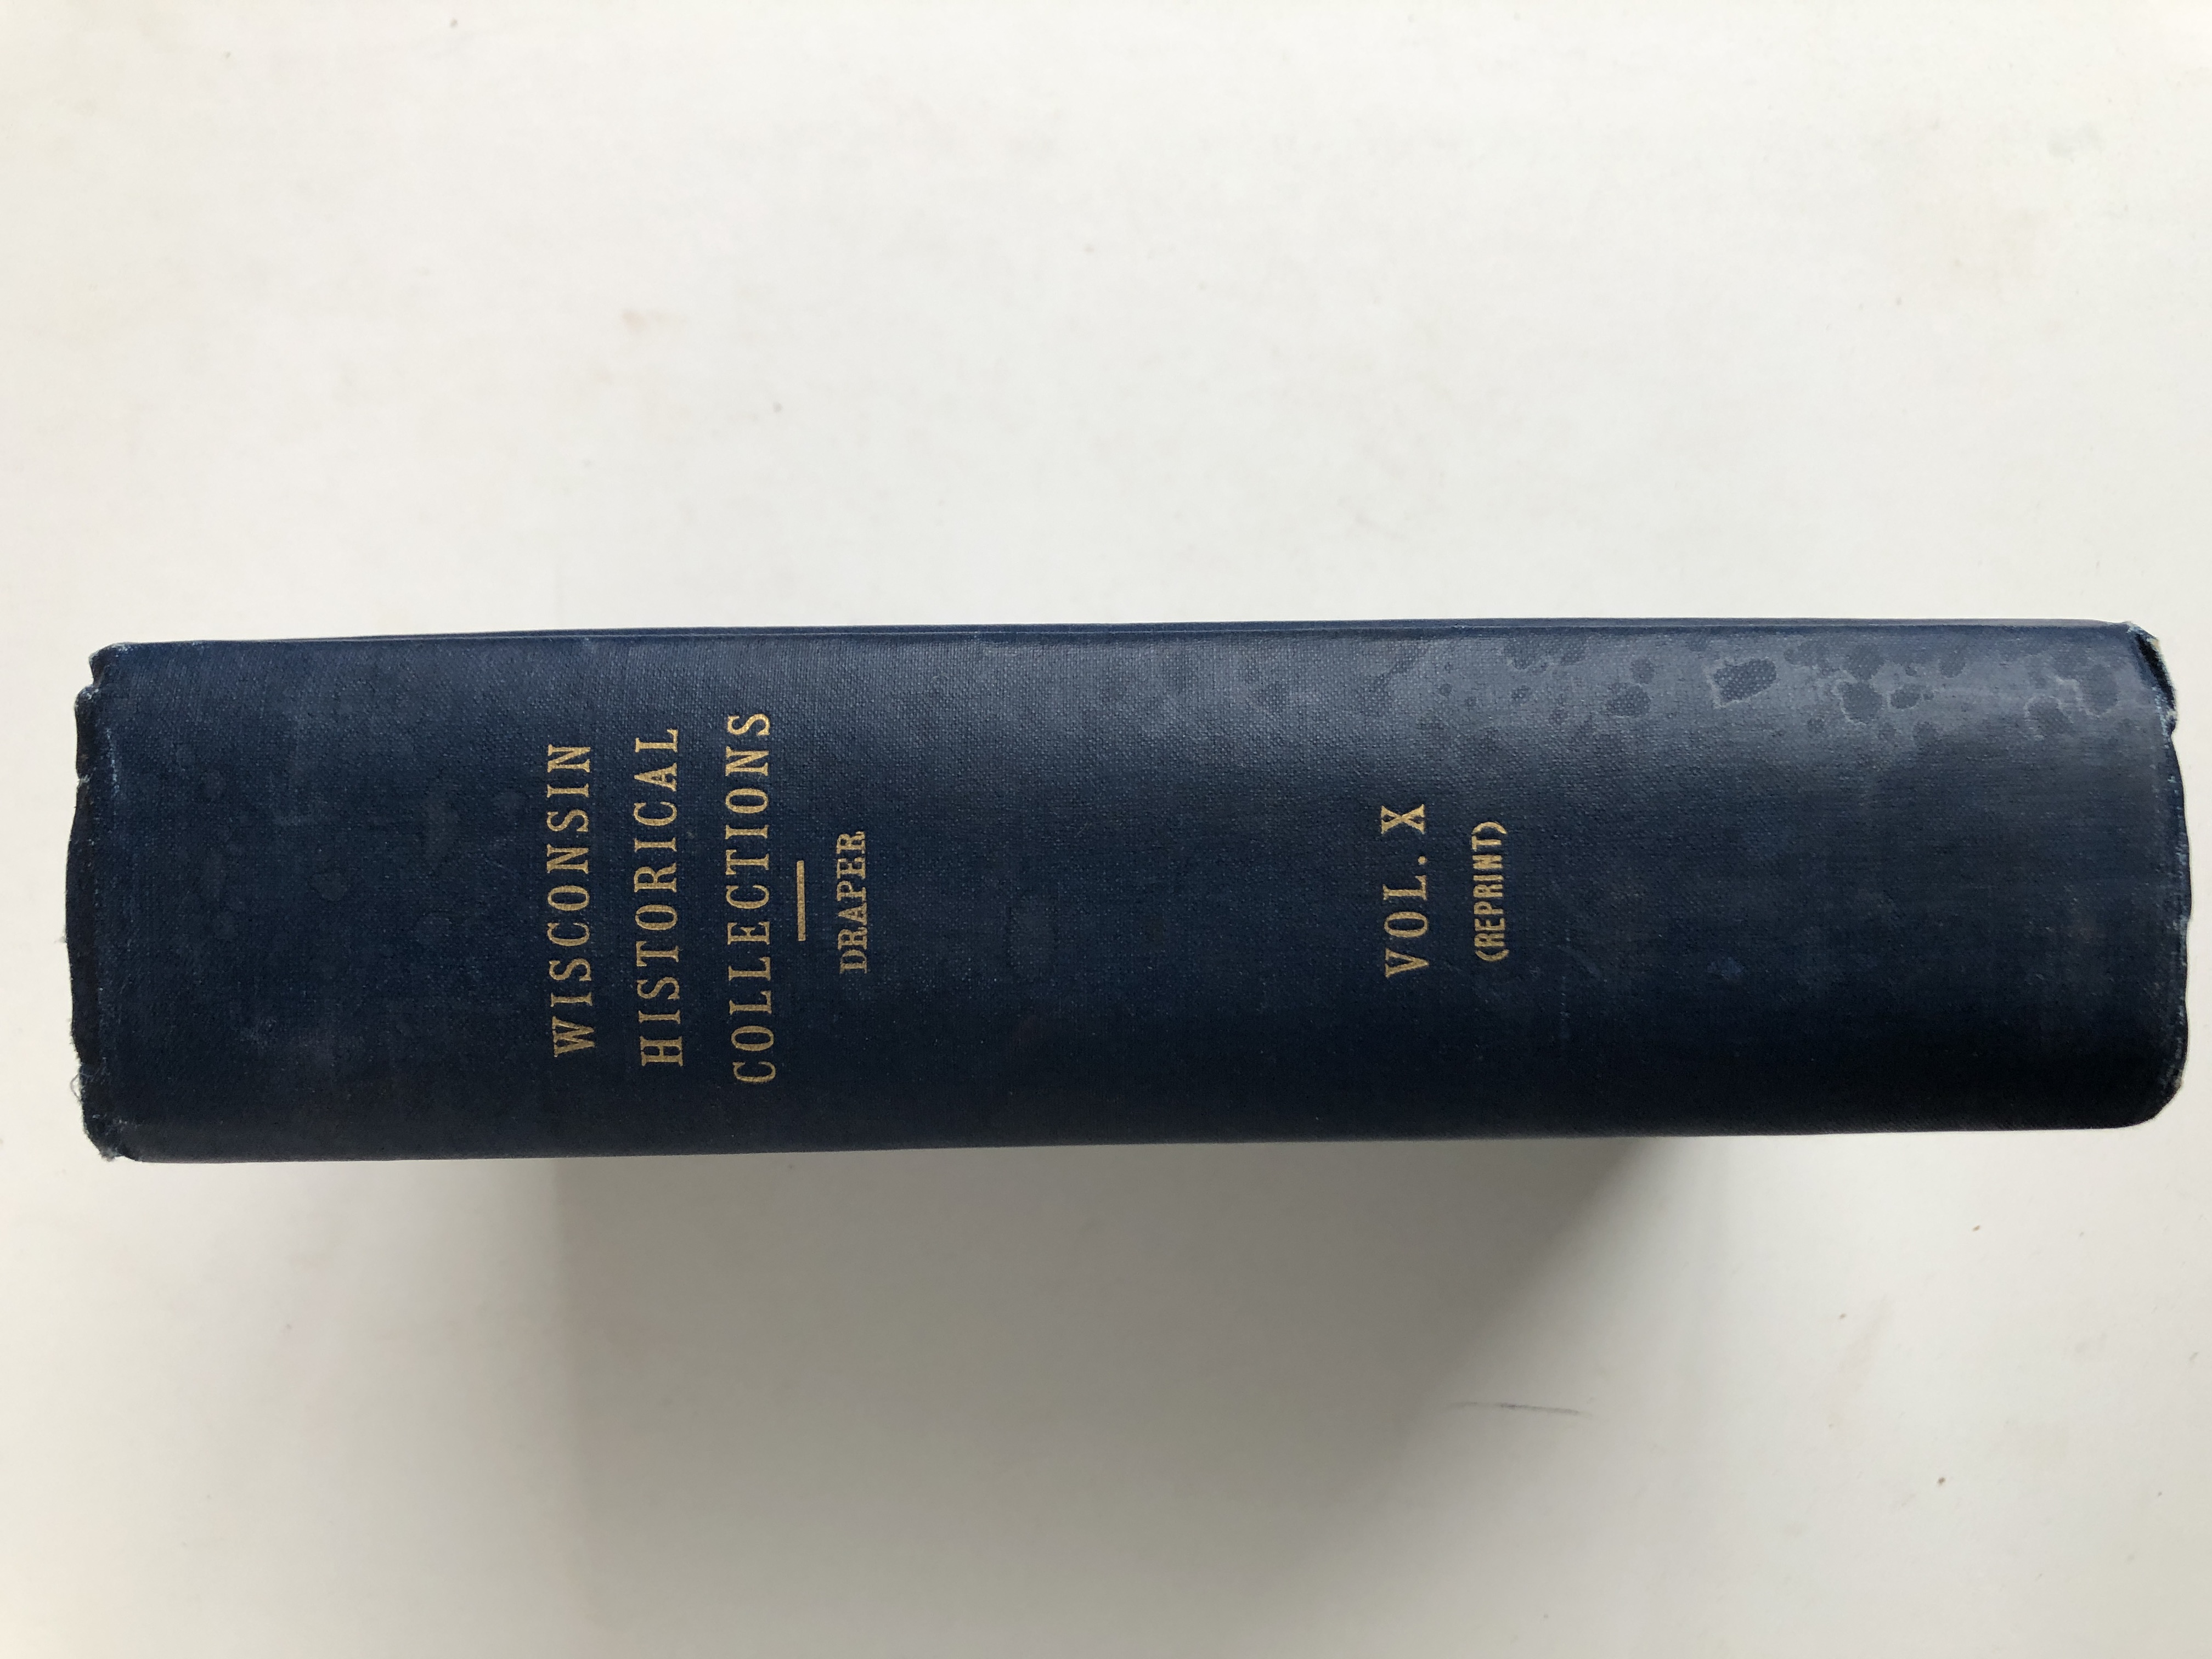 WISCONSIN
HISTORICAL
COLLECTIONS
DRAPER
VOL. X
(REPRINT)